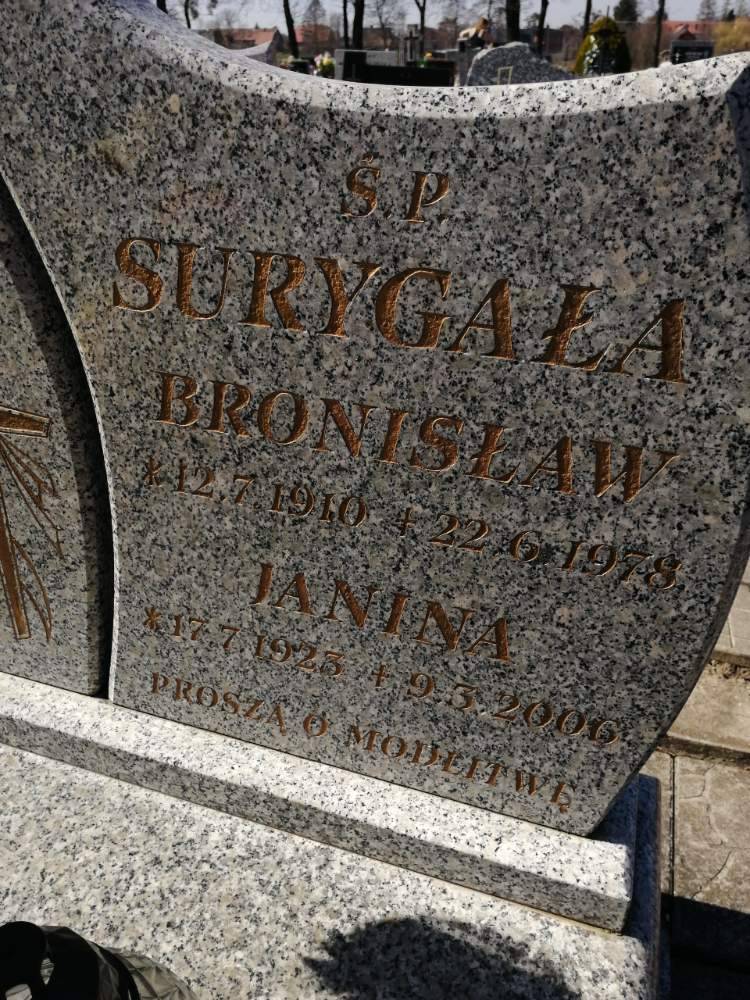 Ś.P.
SURYGAŁA
BRONISŁAW
*12.7.1910 +22.6.1978
JANINA
*17.7.1923 +9.3.2006
PROSZĄ O MODLITWĘ